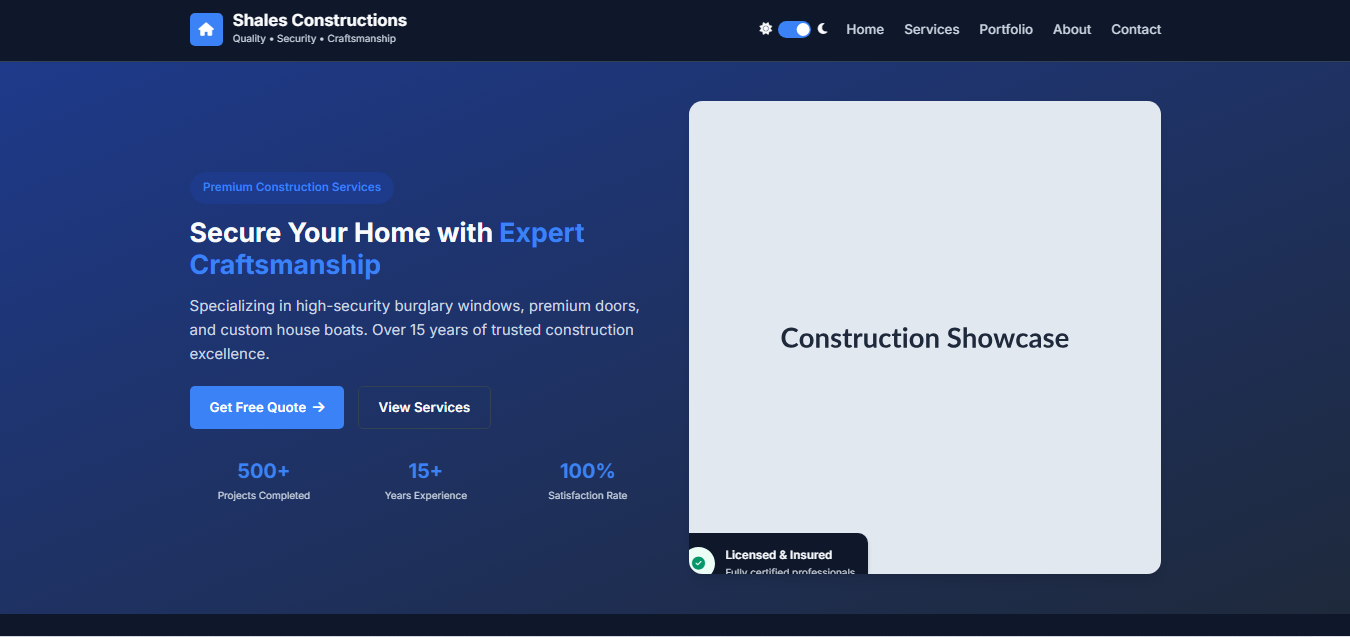 Shales Constructions
Quality • Security • Craftsmanship
Home Services Portfolio About Contact
Premium Construction Services
Secure Your Home with Expert
Craftsmanship
Specializing in high-security burglary windows, premium doors,
and custom house boats. Over 15 years of trusted construction
excellence.
Get Free Quote →
View Services
500+
Projects Completed
15+
Years Experience
100%
Satisfaction Rate
Construction Showcase
Licensed & Insured
Fully certified professionals